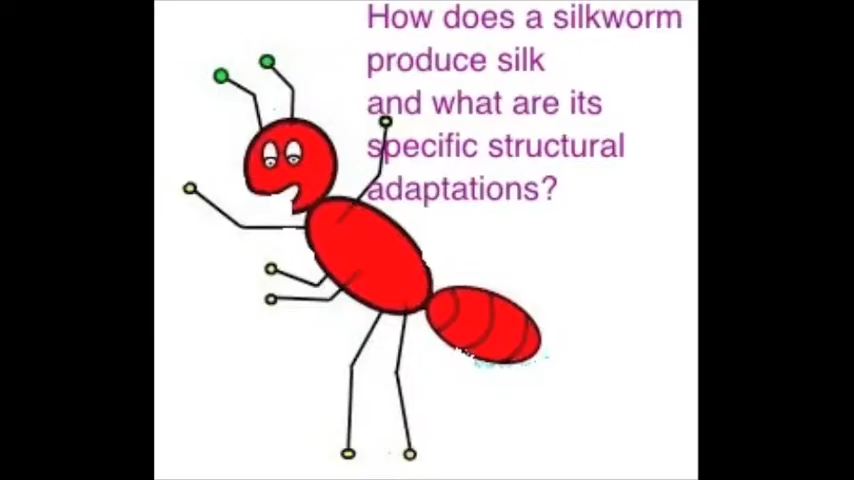 How does a silkworm
produce silk
and what are its
specific structural
adaptations?